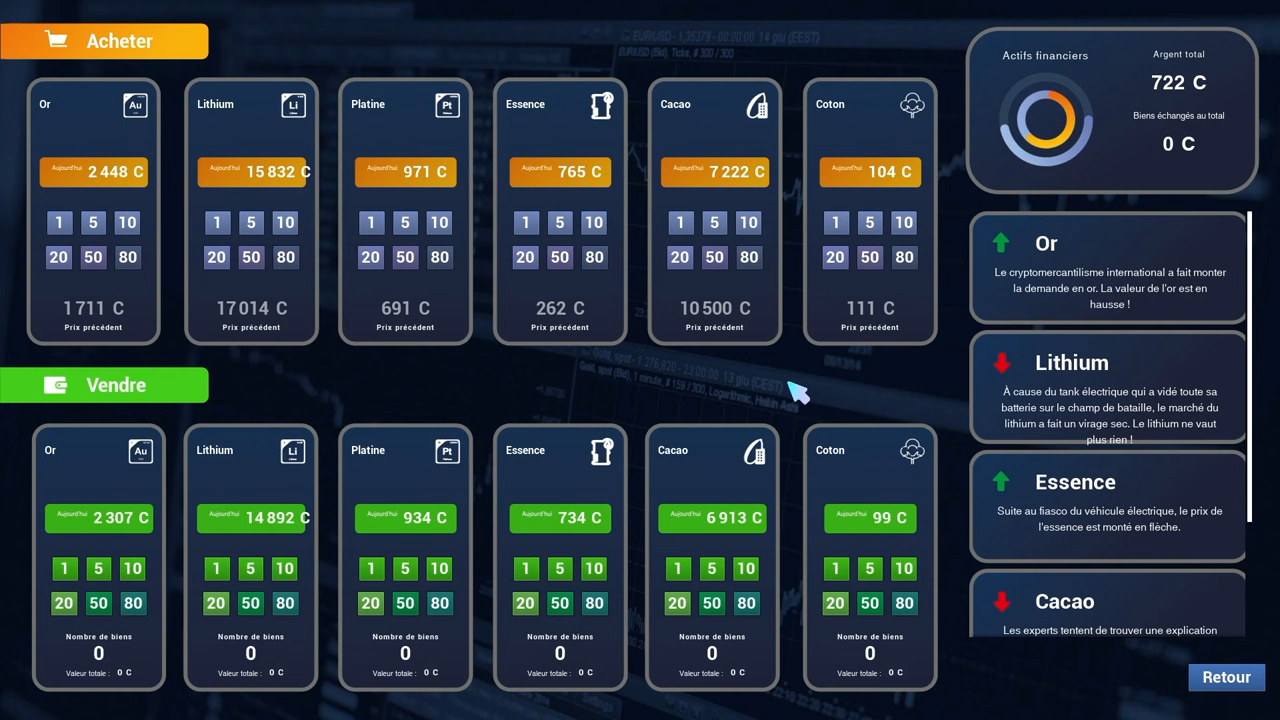 Acheter
Or
Au
Lithium
Li
Platine
Pt
Essence
Cacao
Coton
Aujourd'hui 2 448 C
Aujourd'hui 15 832 C
Aujourd'hui 971 C
Aujourd'hui 765 C
Aujourd'hui 7 222 C
Aujourd'hui 104 C
1 5 10
1 5 10
1 5 10
1 5 10
1 5 10
1 5 10
20 50 80
20 50 80
20 50 80
20 50 80
20 50 80
20 50 80
1 711 C
17 014 C
691 C
262 C
10 500 C
111 C
Prix précédent
Prix précédent
Prix précédent
Prix précédent
Prix précédent
Prix précédent
Vendre
Or
Au
Lithium
Li
Platine
Pt
Essence
Cacao
Coton
Aujourd'hui 2 307 C
Aujourd'hui 14 892 C
Aujourd'hui 934 C
Aujourd'hui 734 C
Aujourd'hui 6 913 C
Aujourd'hui 99 C
1 5 10
1 5 10
1 5 10
1 5 10
1 5 10
1 5 10
20 50 80
20 50 80
20 50 80
20 50 80
20 50 80
20 50 80
Nombre de biens
Nombre de biens
Nombre de biens
Nombre de biens
Nombre de biens
Nombre de biens
0
0
0
0
0
0
Valeur totale : 0 C
Valeur totale : 0 C
Valeur totale : 0 C
Valeur totale : 0 C
Valeur totale : 0 C
Valeur totale : 0 C
Actifs financiers
Argent total
722 C
Biens échangés au total
0 C
Or
Le cryptomercantilisme international a fait monter
la demande en or. La valeur de l'or est en
hausse !
Lithium
À cause du tank électrique qui a vidé toute sa
batterie sur le champ de bataille, le marché du
lithium a fait un virage sec. Le lithium ne vaut
plus rien !
Essence
Suite au fiasco du véhicule électrique, le prix de
l'essence est monté en flèche.
Cacao
Les experts tentent de trouver une explication
Retour